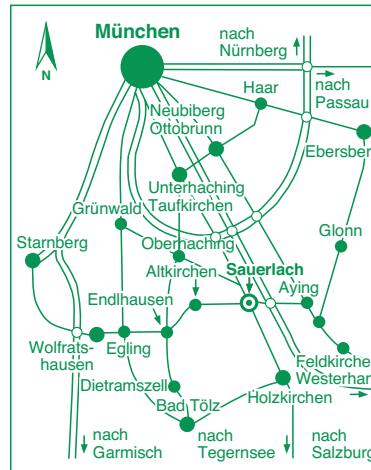 München
nach
Nürnberg
N
nach
Passau
Haar
Neubiberg
Ottobrunn
Ebersber
Unterhaching
Taufkirchen
Grünwald
Glonn
Starnberg
Oberhaching
Altkirchen
Sauerlach
Aying
Endlhausen
Wolfrats-
hausen
Egling
Feldkirche
Westerhan
Dietramszell
Holzkirchen
Bad Tölz
nach
Garmisch
nach
Tegernsee
nach
Salzburg